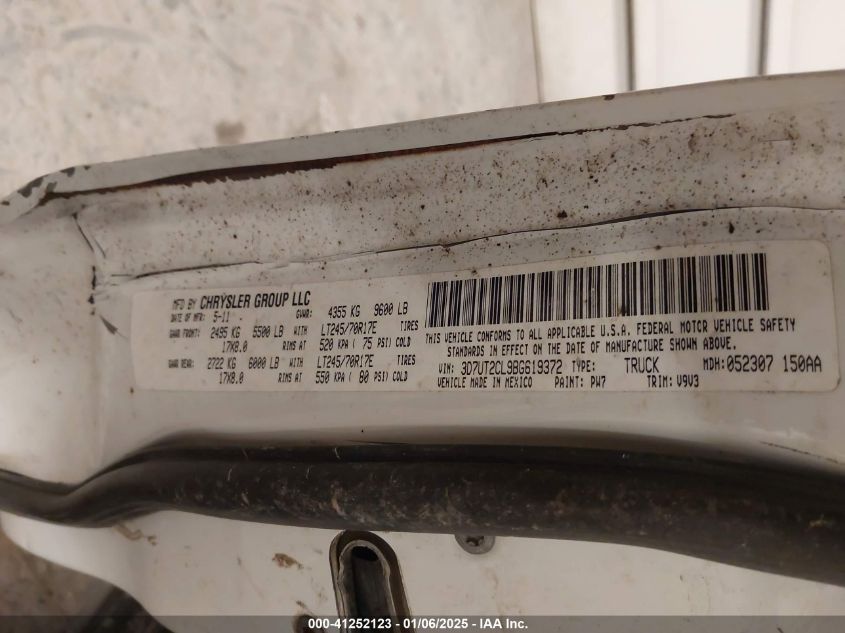 MFD BY CHRYSLER GROUP LLC
DATE OF MFR: 5-11 GVWR: 4355 KG 9600 LB
GAWR FRONT: 2495 KG 5500 LB WITH LT245/70R17E TIRES
17X8.0 RIMS AT 520 KPA ( 75 PSI) COLD
GAWR REAR: 2722 KG 6000 LB WITH LT245/70R17E TIRES
17X8.0 RIMS AT 550 KPA ( 80 PSI) COLD
THIS VEHICLE CONFORMS TO ALL APPLICABLE U.S.A. FEDERAL MOTOR VEHICLE SAFETY
STANDARDS IN EFFECT ON THE DATE OF MANUFACTURE SHOWN ABOVE.
VIN: 3D7UT2CL9BG619372 TYPE: TRUCK MDH: 052307 150AA
VEHICLE MADE IN MEXICO PAINT: PW7 TRIM: V9V3
000-41252123 - 01/06/2025 - IAA Inc.